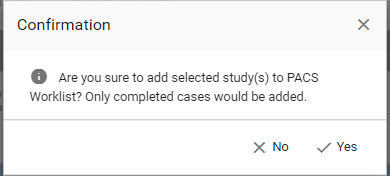 Confirmation
Are you sure to add selected study(s) to PACS
Worklist? Only completed cases would be added.
No Yes